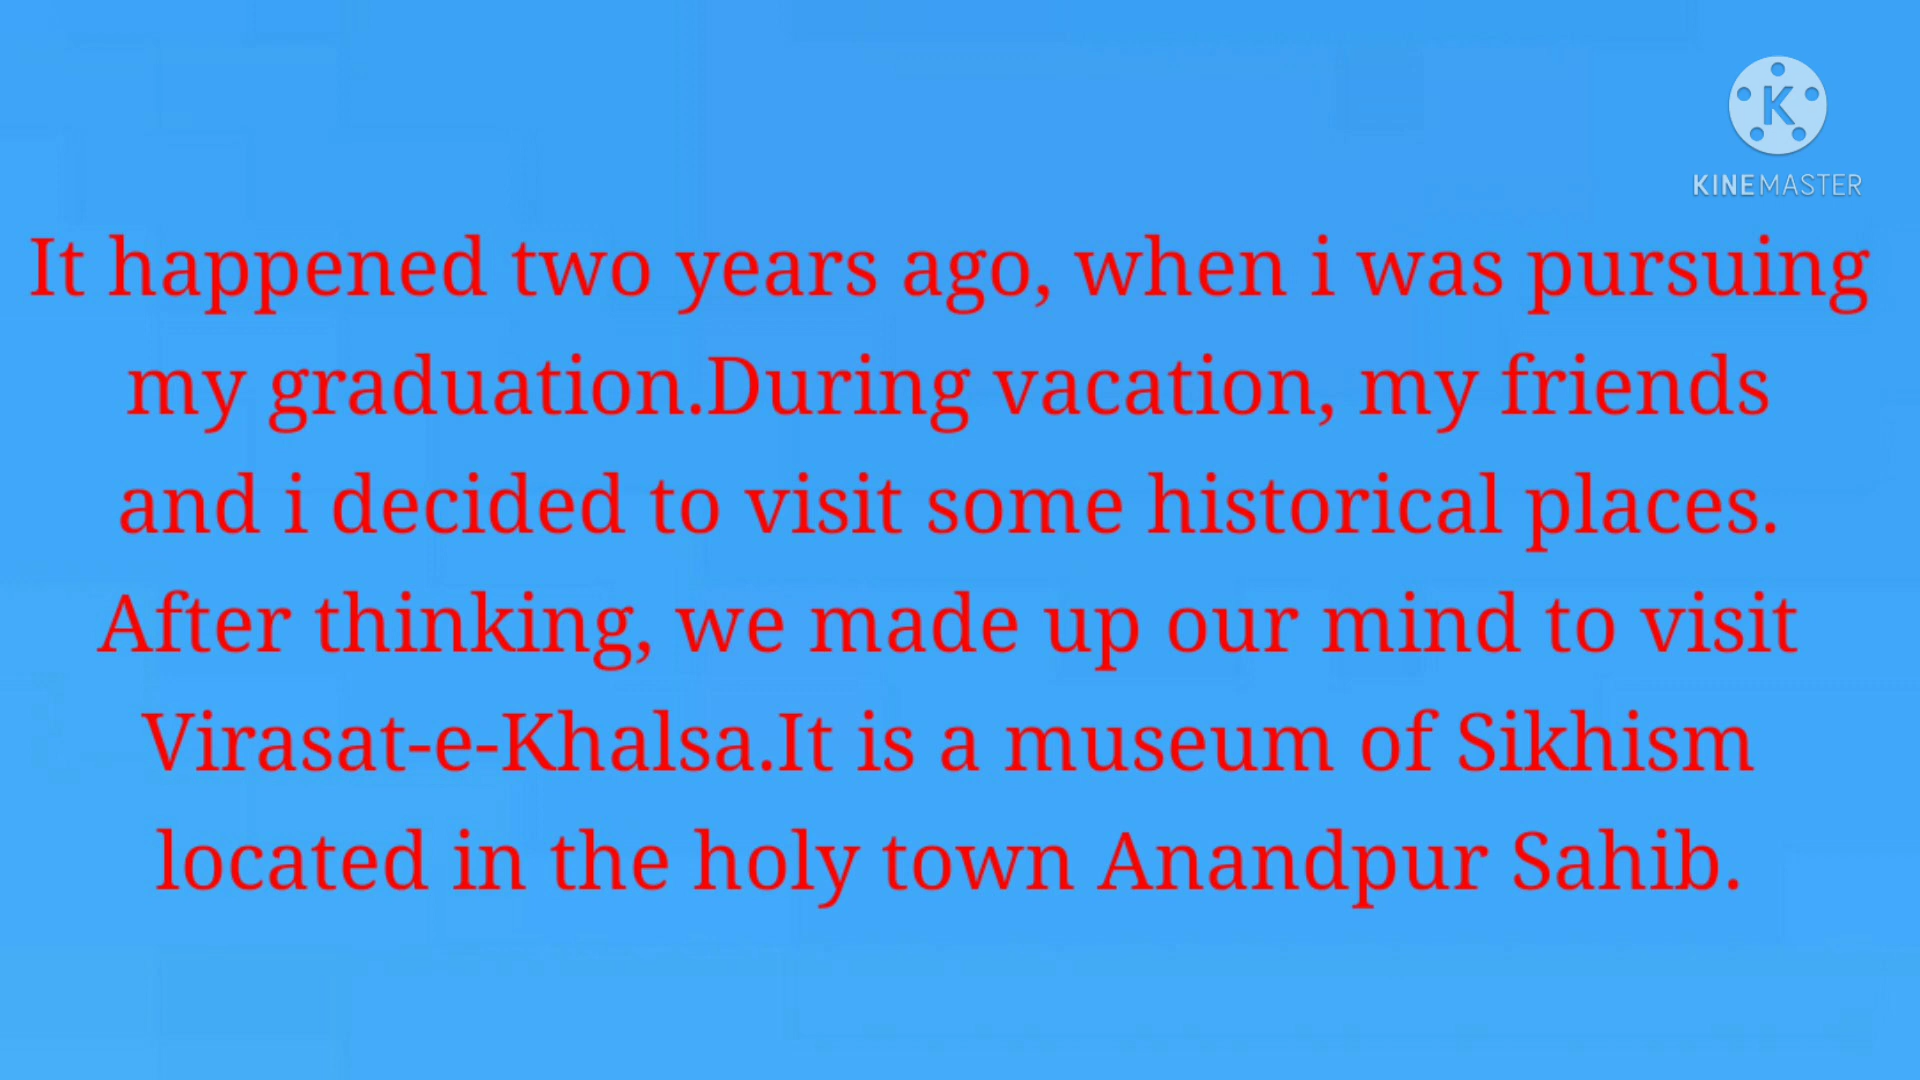 KINEMASTER
It happened two years ago, when i was pursuing
my graduation.During vacation, my friends
and i decided to visit some historical places.
After thinking, we made up our mind to visit
Virasat-e-Khalsa.It is a museum of Sikhism
located in the holy town Anandpur Sahib.